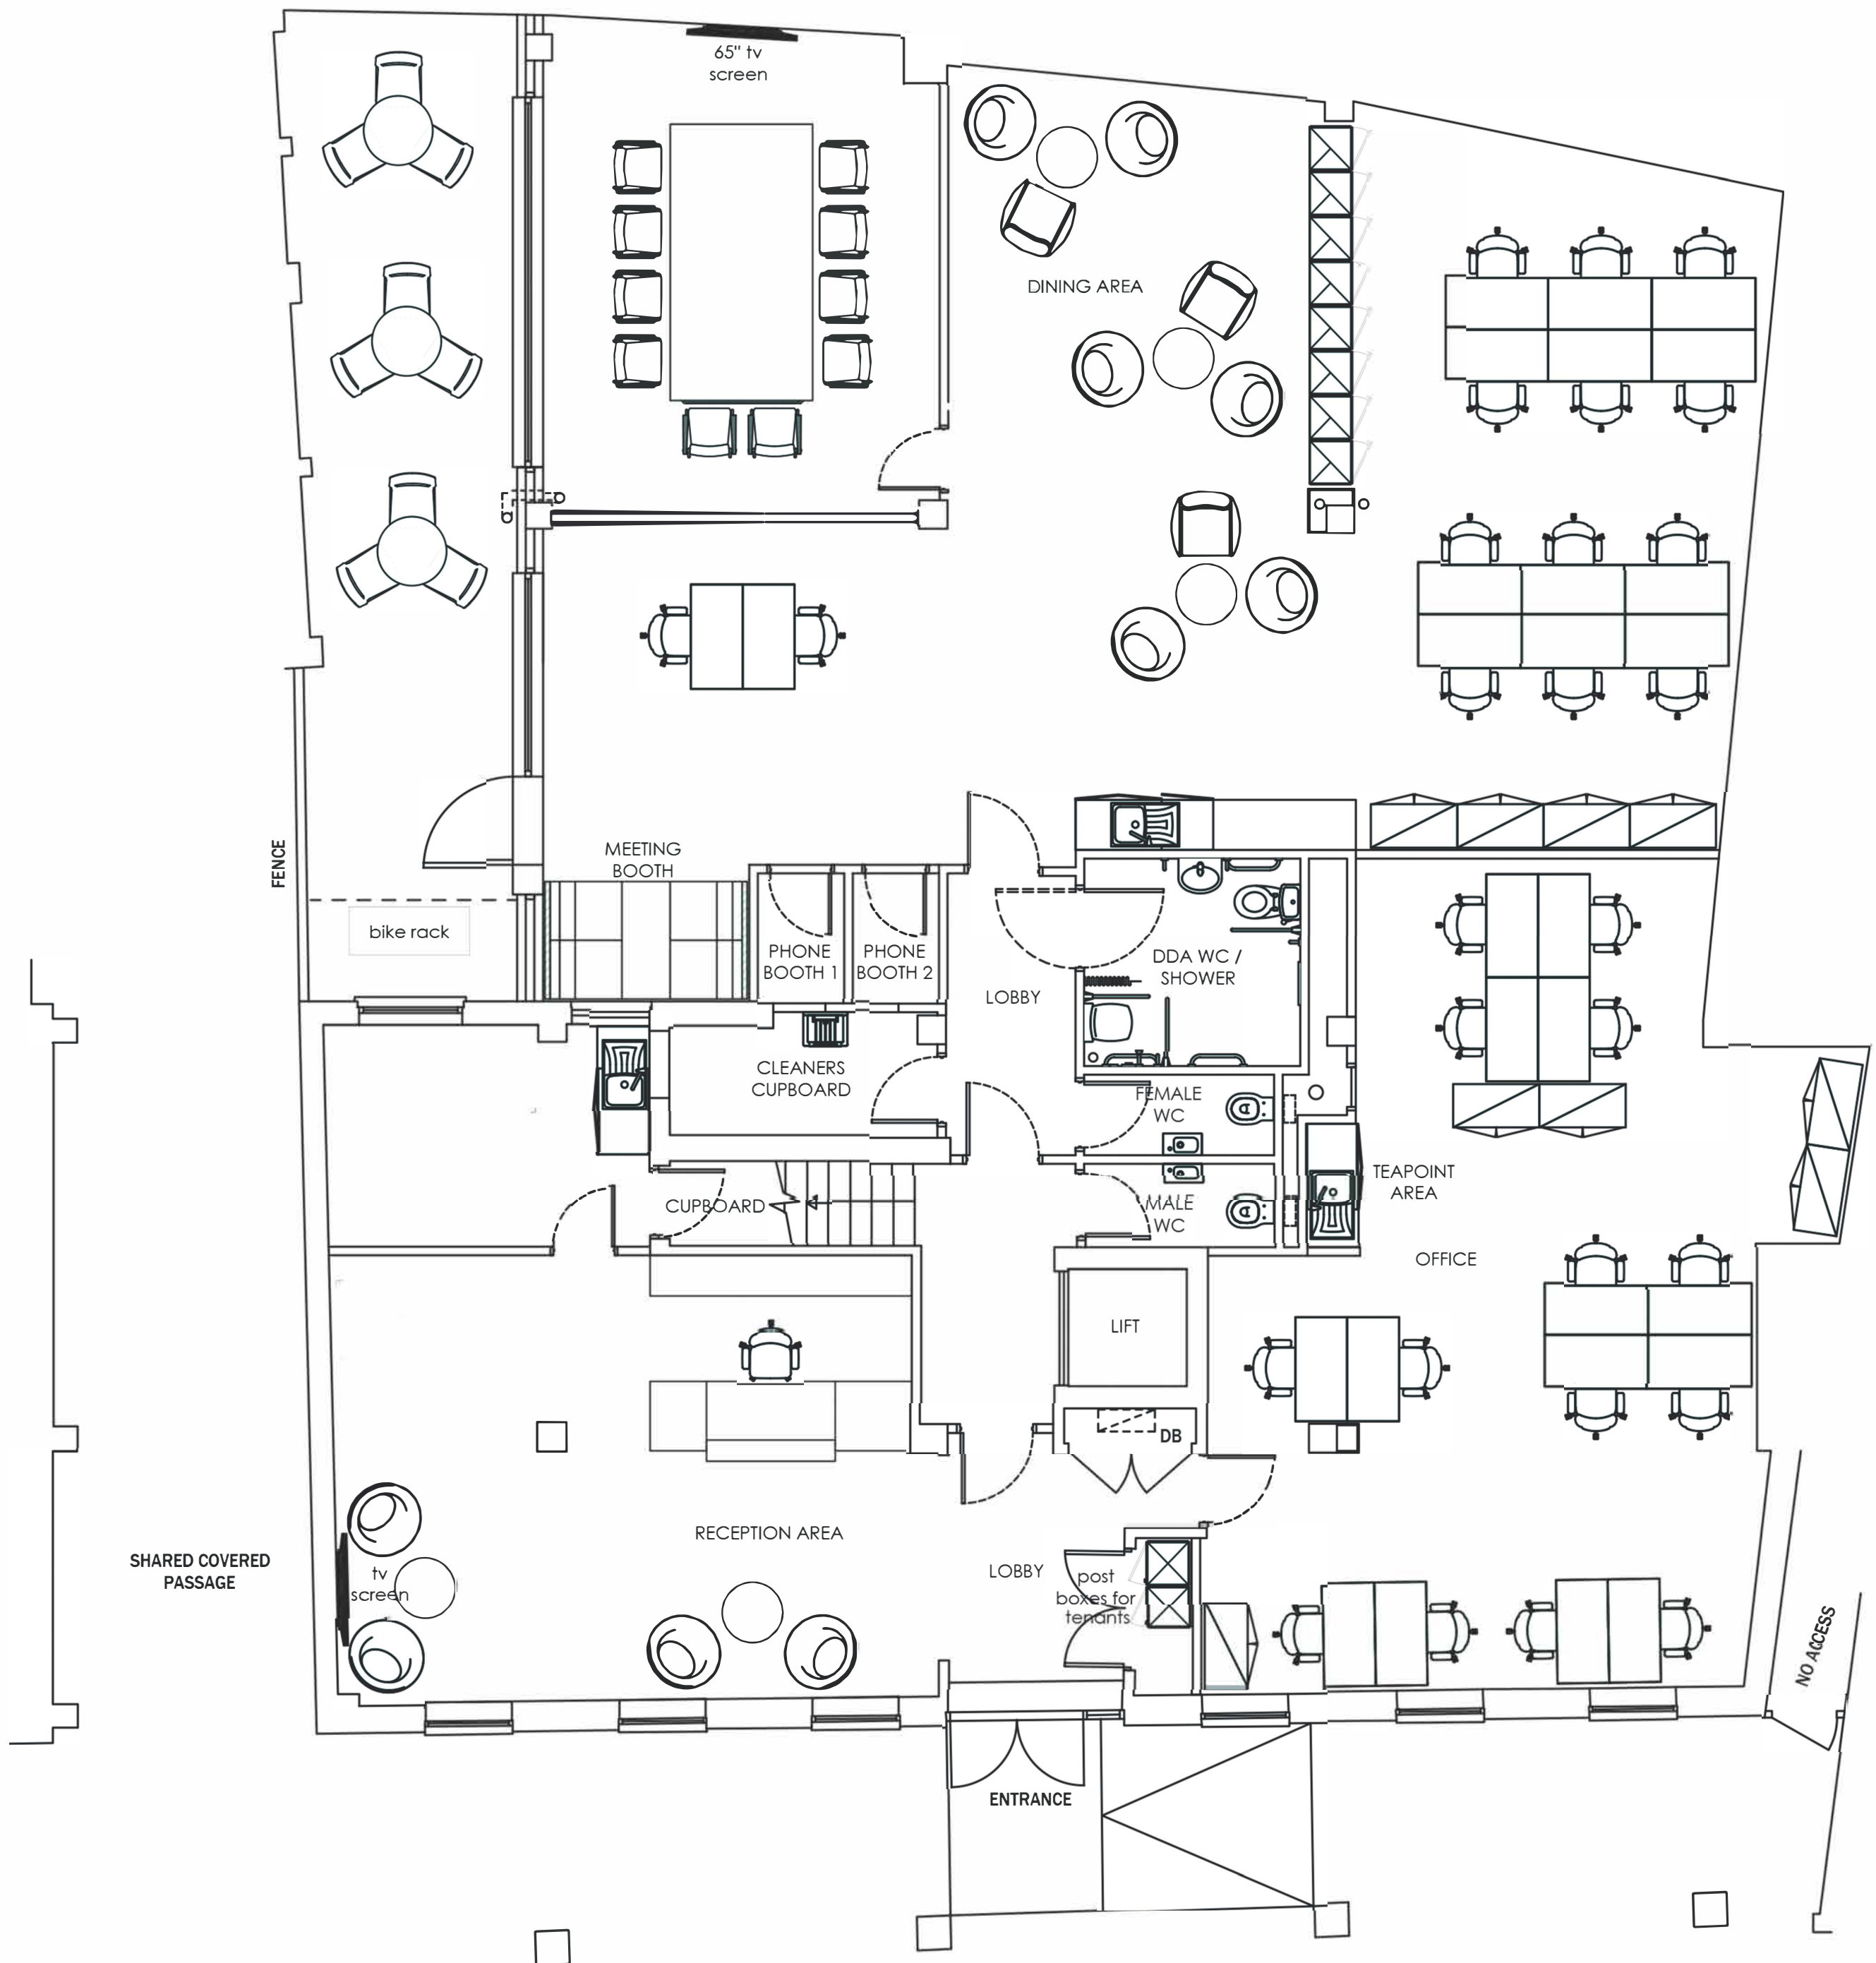 65" tv
screen
DINING AREA
MEETING
BOOTH
FENCE
bike rack
PHONE
BOOTH 1
PHONE
BOOTH 2
DDA WC /
SHOWER
LOBBY
CLEANERS
CUPBOARD
FEMALE
WC
TEAPOINT
AREA
CUPBOARD
MALE
WC
OFFICE
LIFT
DB
RECEPTION AREA
SHARED COVERED
PASSAGE
tv
screen
LOBBY
post
boxes for
tenants
NO ACCESS
ENTRANCE